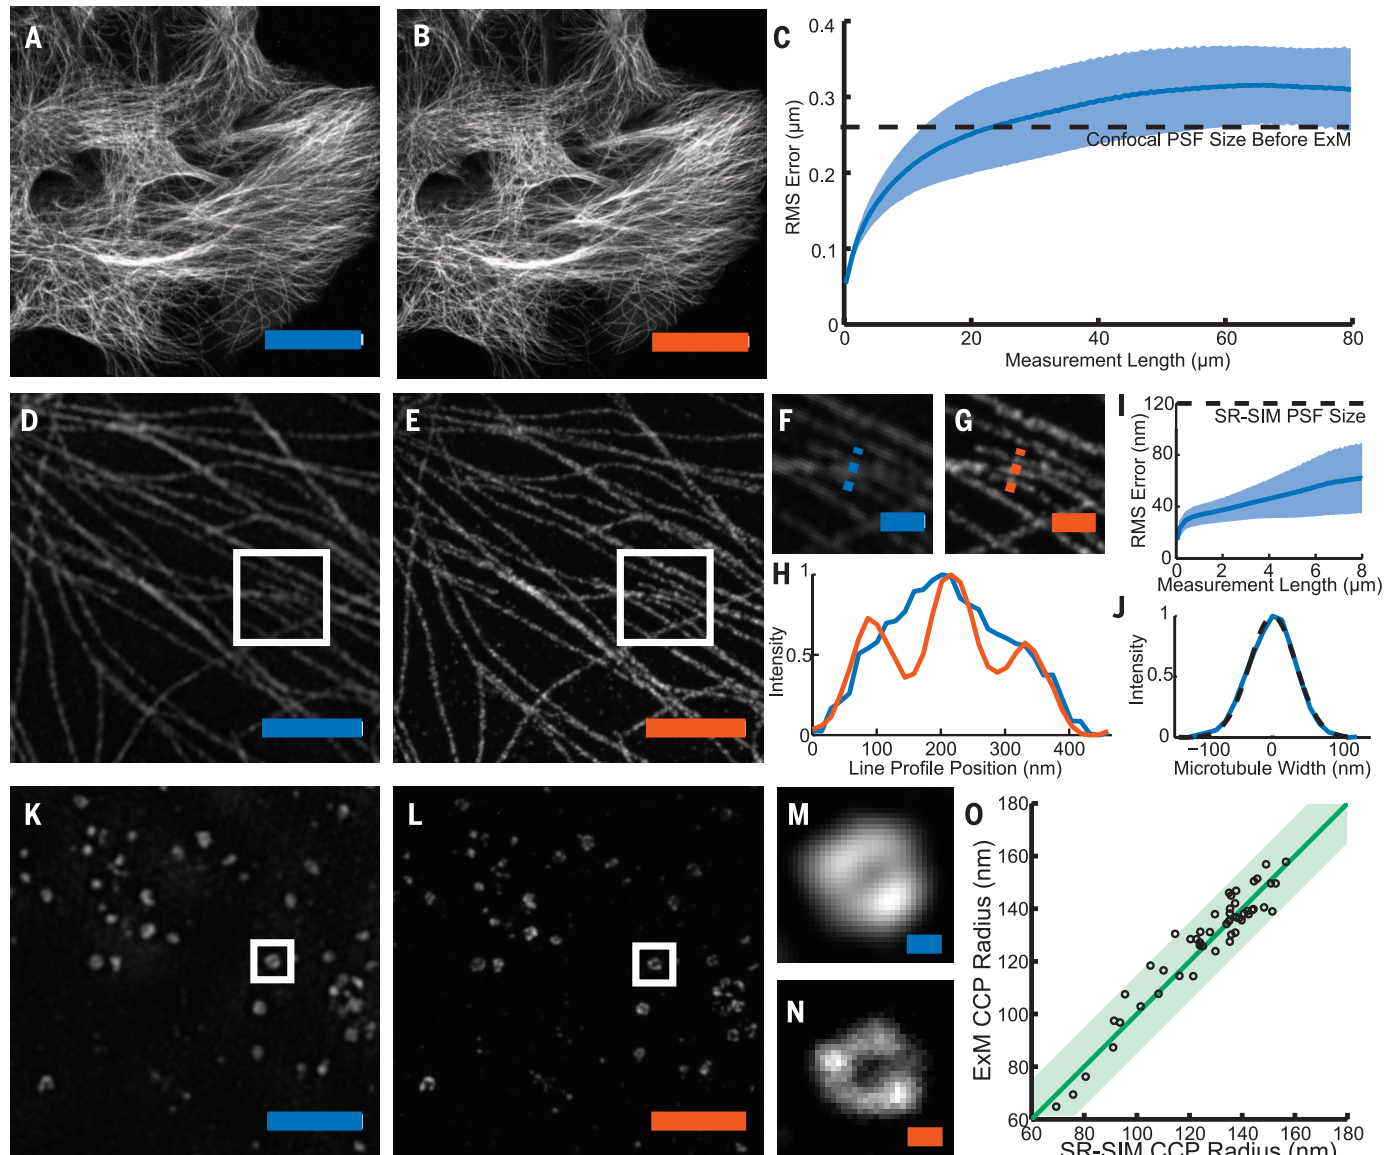 A
B
C
0.4
0.3
0.2
0.1
0
RMS Error (µm)
Confocal PSF Size Before ExM
0
20
40
60
80
Measurement Length (µm)
D
E
F
G
H
1
0.5
0
Intensity
0
100
200
300
400
Line Profile Position (nm)
I
120
80
40
0
RMS Error (nm)
SR-SIM PSF Size
0
2
4
6
8
Measurement Length (µm)
J
1
0.5
0
Intensity
−100
0
100
Microtubule Width (nm)
K
L
M
N
O
180
160
140
120
100
80
60
ExM CCP Radius (nm)
60
80
100
120
140
160
180
SR-SIM CCP Radius (nm)